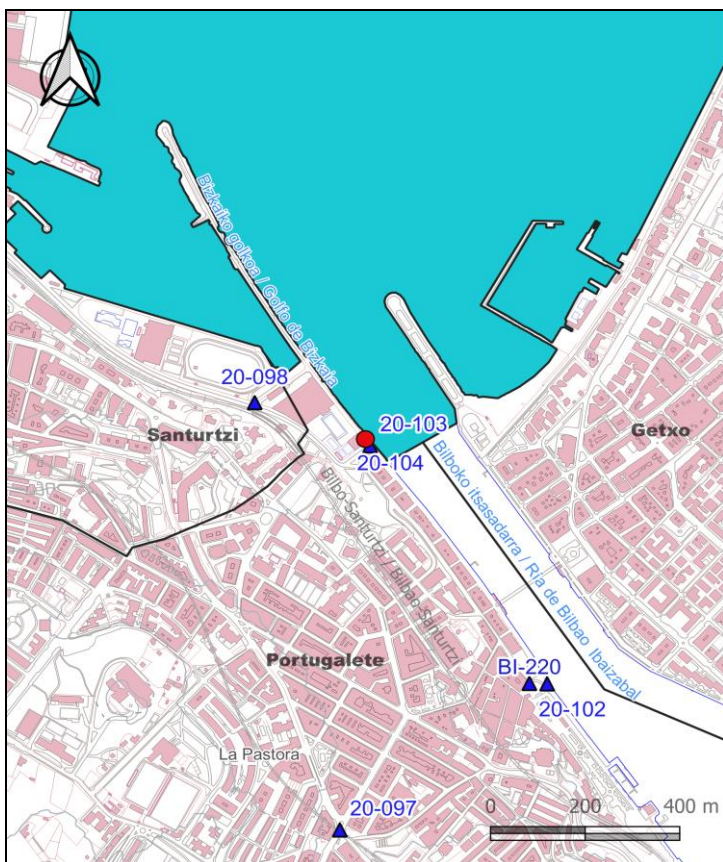 Bizkaiko golkoa / Golfo de Bizkaia
20-098
20-103
Santurtzi
Getxo
20-104
Bilbo-Santurtzi / Bilbao-Santurtzi
Bilboko itsasadarra / Ría de Bilbao Ibaizabal
Portugalete
BI-220
20-102
La Pastora
20-097
0 200 400 m